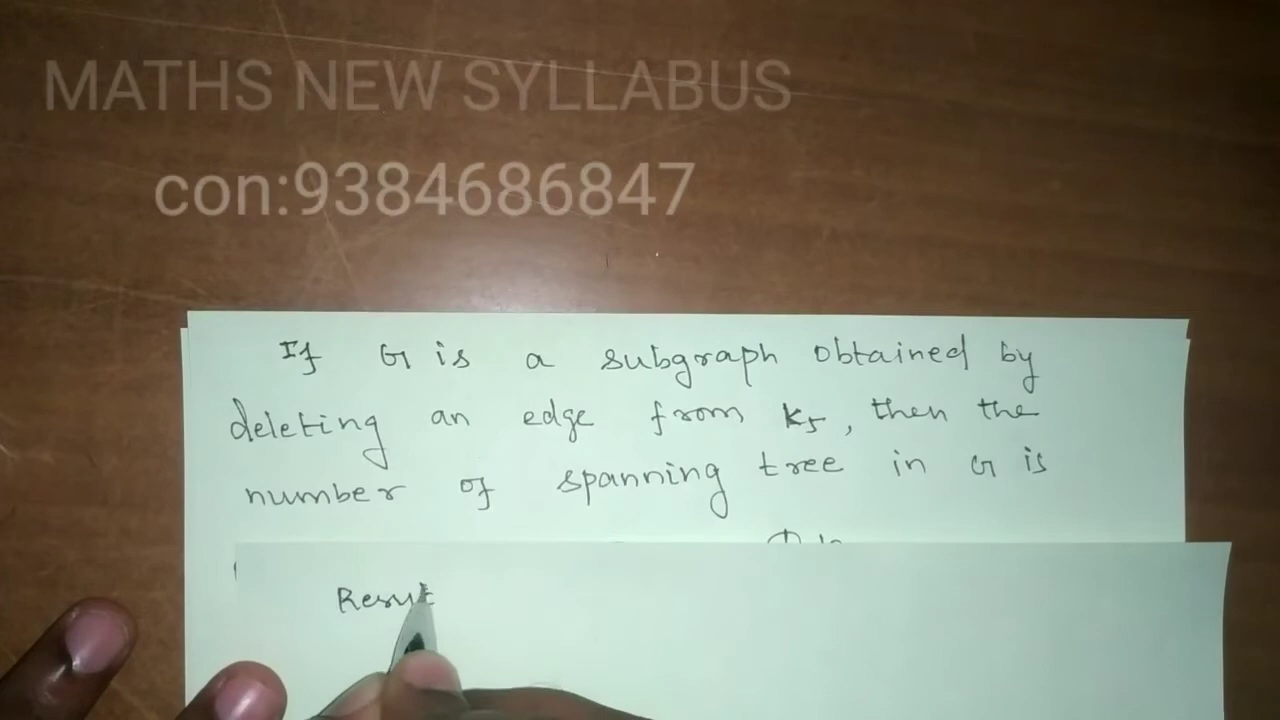 MATHS NEW SYLLABUS
con:9384686847
If G is a subgraph obtained by
deleting an edge from K5, then the
number of spanning tree in G is
Result